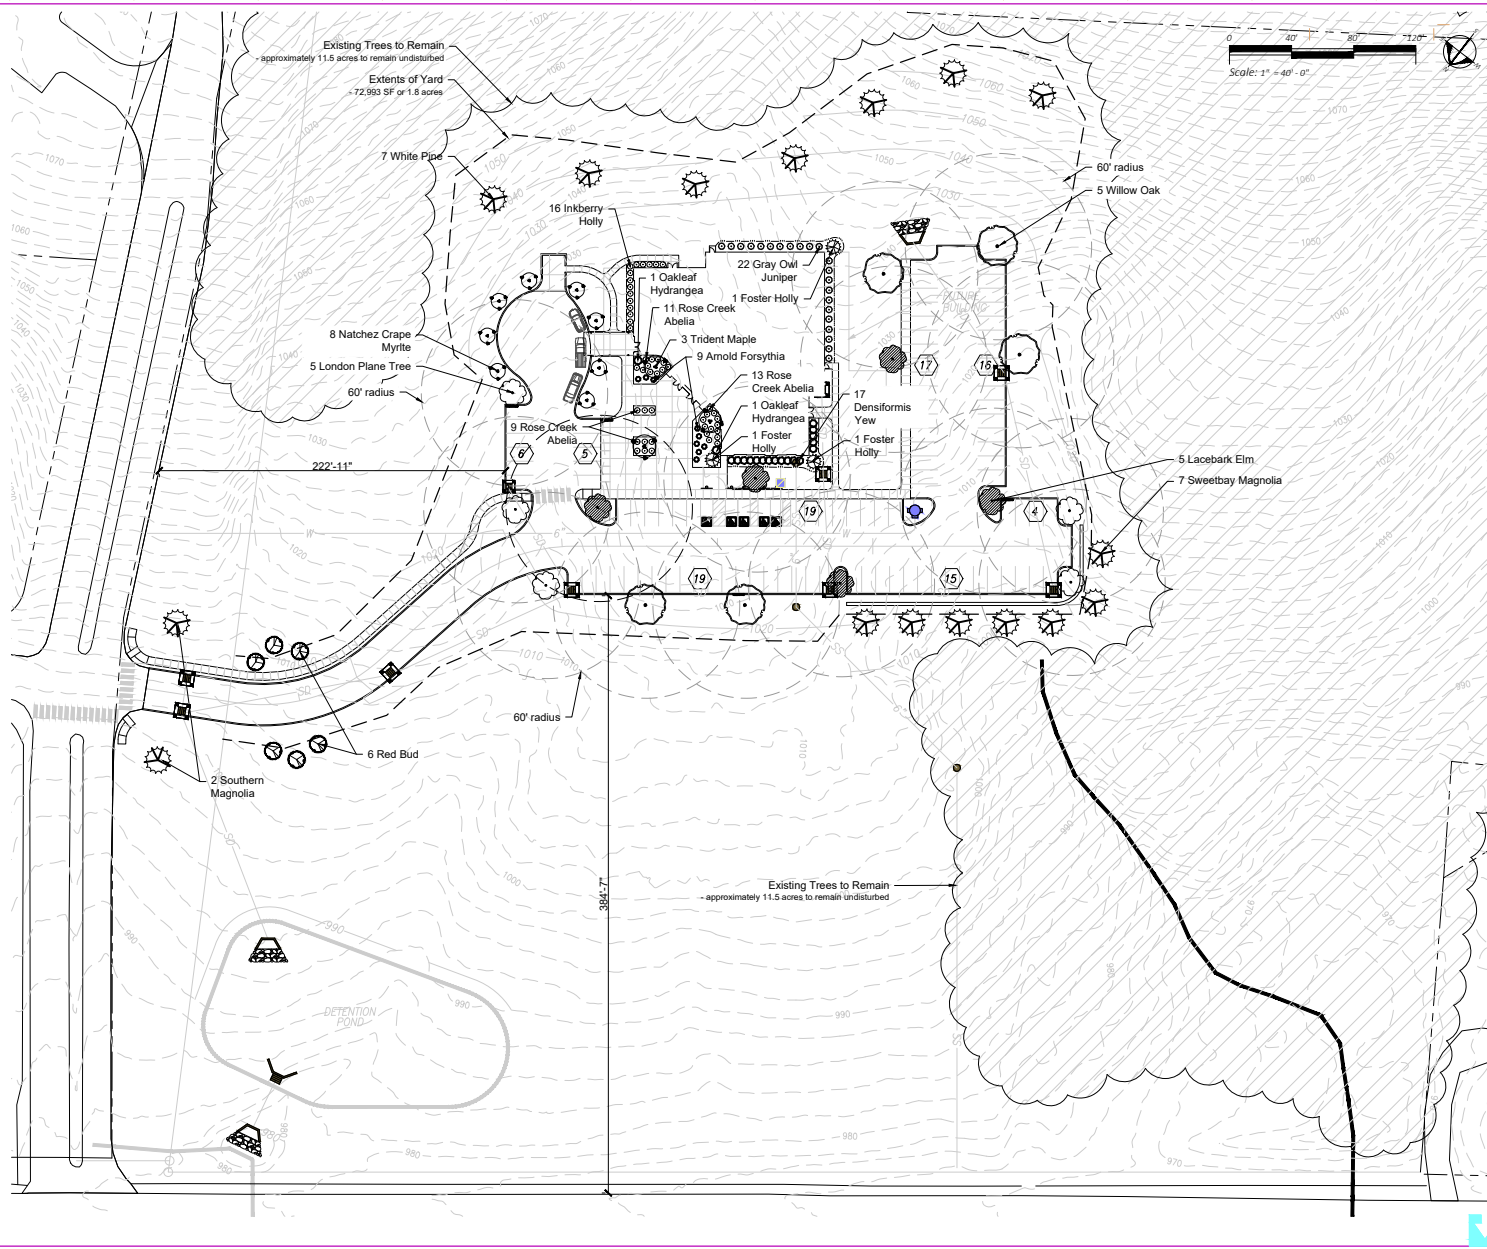 Existing Trees to Remain
- approximately 11.5 acres to remain undisturbed
Extents of Yard
- 72,993 SF or 1.8 acres
0 40' 80' 120'
Scale: 1" = 40'- 0"
7 White Pine
60' radius
5 Willow Oak
16 Inkberry
Holly
22 Gray Owl
Juniper
1 Oakleaf
Hydrangea
1 Foster Holly
11 Rose Creek
Abelia
FUTURE
BUILDING
8 Natchez Crape
Myrlte
3 Trident Maple
9 Arnold Forsythia
5 London Plane Tree
60' radius
13 Rose
Creek Abelia
17
Densiformis
Yew
1 Oakleaf
Hydrangea
9 Rose Creek
Abelia
1 Foster
Holly
1 Foster
Holly
17
16
6
5
222'-11"
5 Lacebark Elm
7 Sweetbay Magnolia
19
4
19
15
60' radius
6 Red Bud
2 Southern
Magnolia
384'-7"
Existing Trees to Remain
- approximately 11.5 acres to remain undisturbed
DETENTION
POND
1070
1060
1050
1040
1030
1020
1010
1000
990
980
970
SD
SS
W